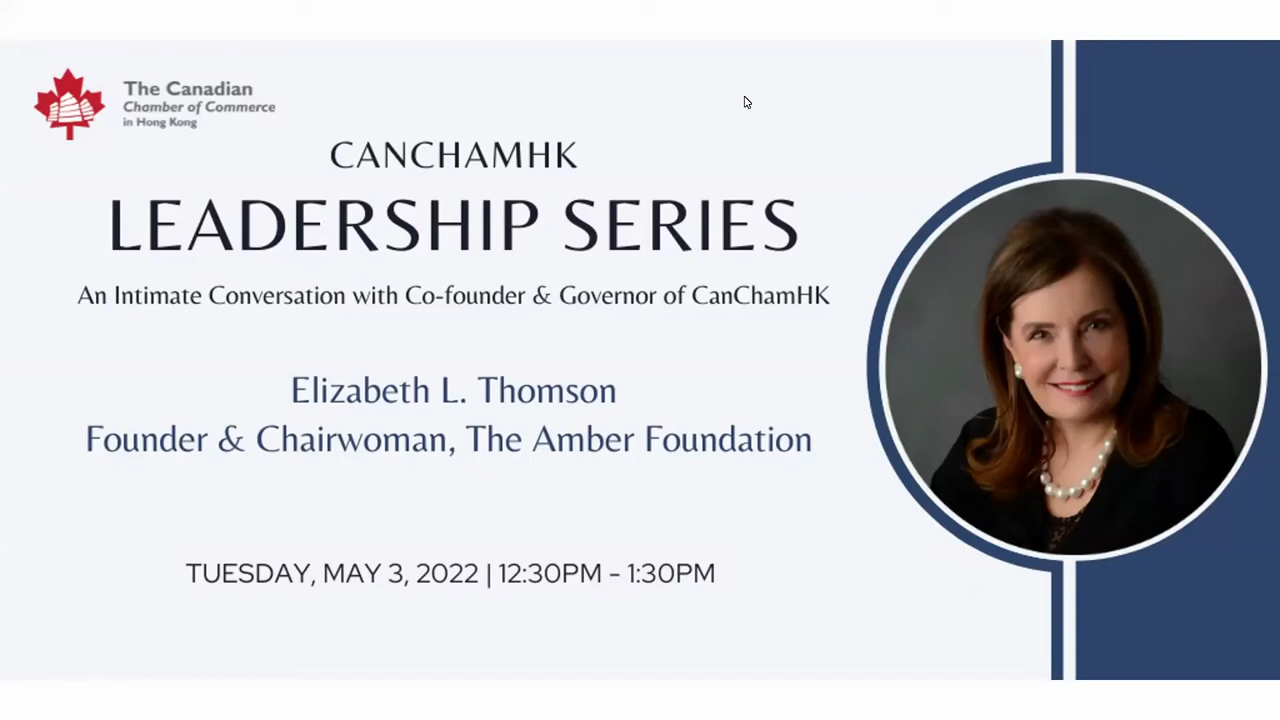 The Canadian
Chamber of Commerce
in Hong Kong
CANCHAMHK
LEADERSHIP SERIES
An Intimate Conversation with Co-founder & Governor of CanChamHK
Elizabeth L. Thomson
Founder & Chairwoman, The Amber Foundation
TUESDAY, MAY 3, 2022 | 12:30PM - 1:30PM